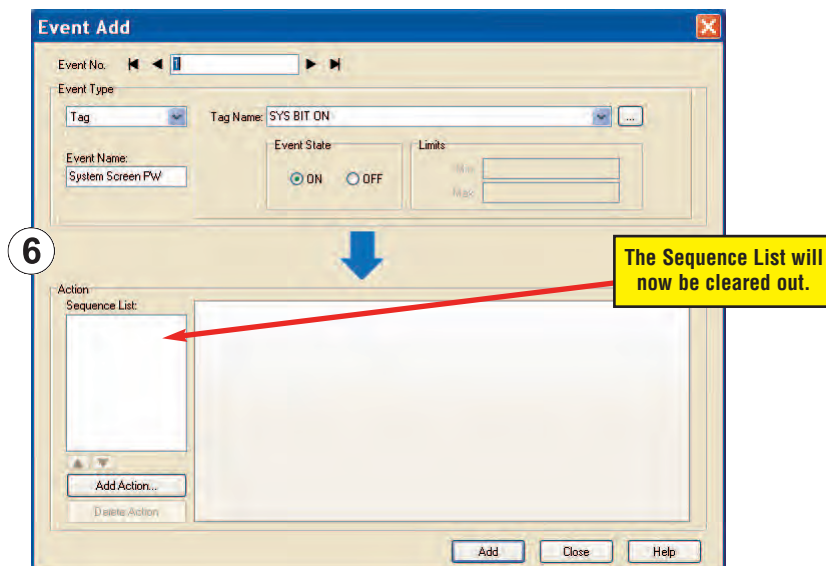 Event Add
Event No. 1
Event Type
Tag
Tag Name: SYS BIT ON
...
Event Name:
System Screen PW
Event State
ON OFF
Limits
Min:
Max:
6
The Sequence List will
now be cleared out.
Action
Sequence List:
Add Action...
Delete Action
Add Close Help